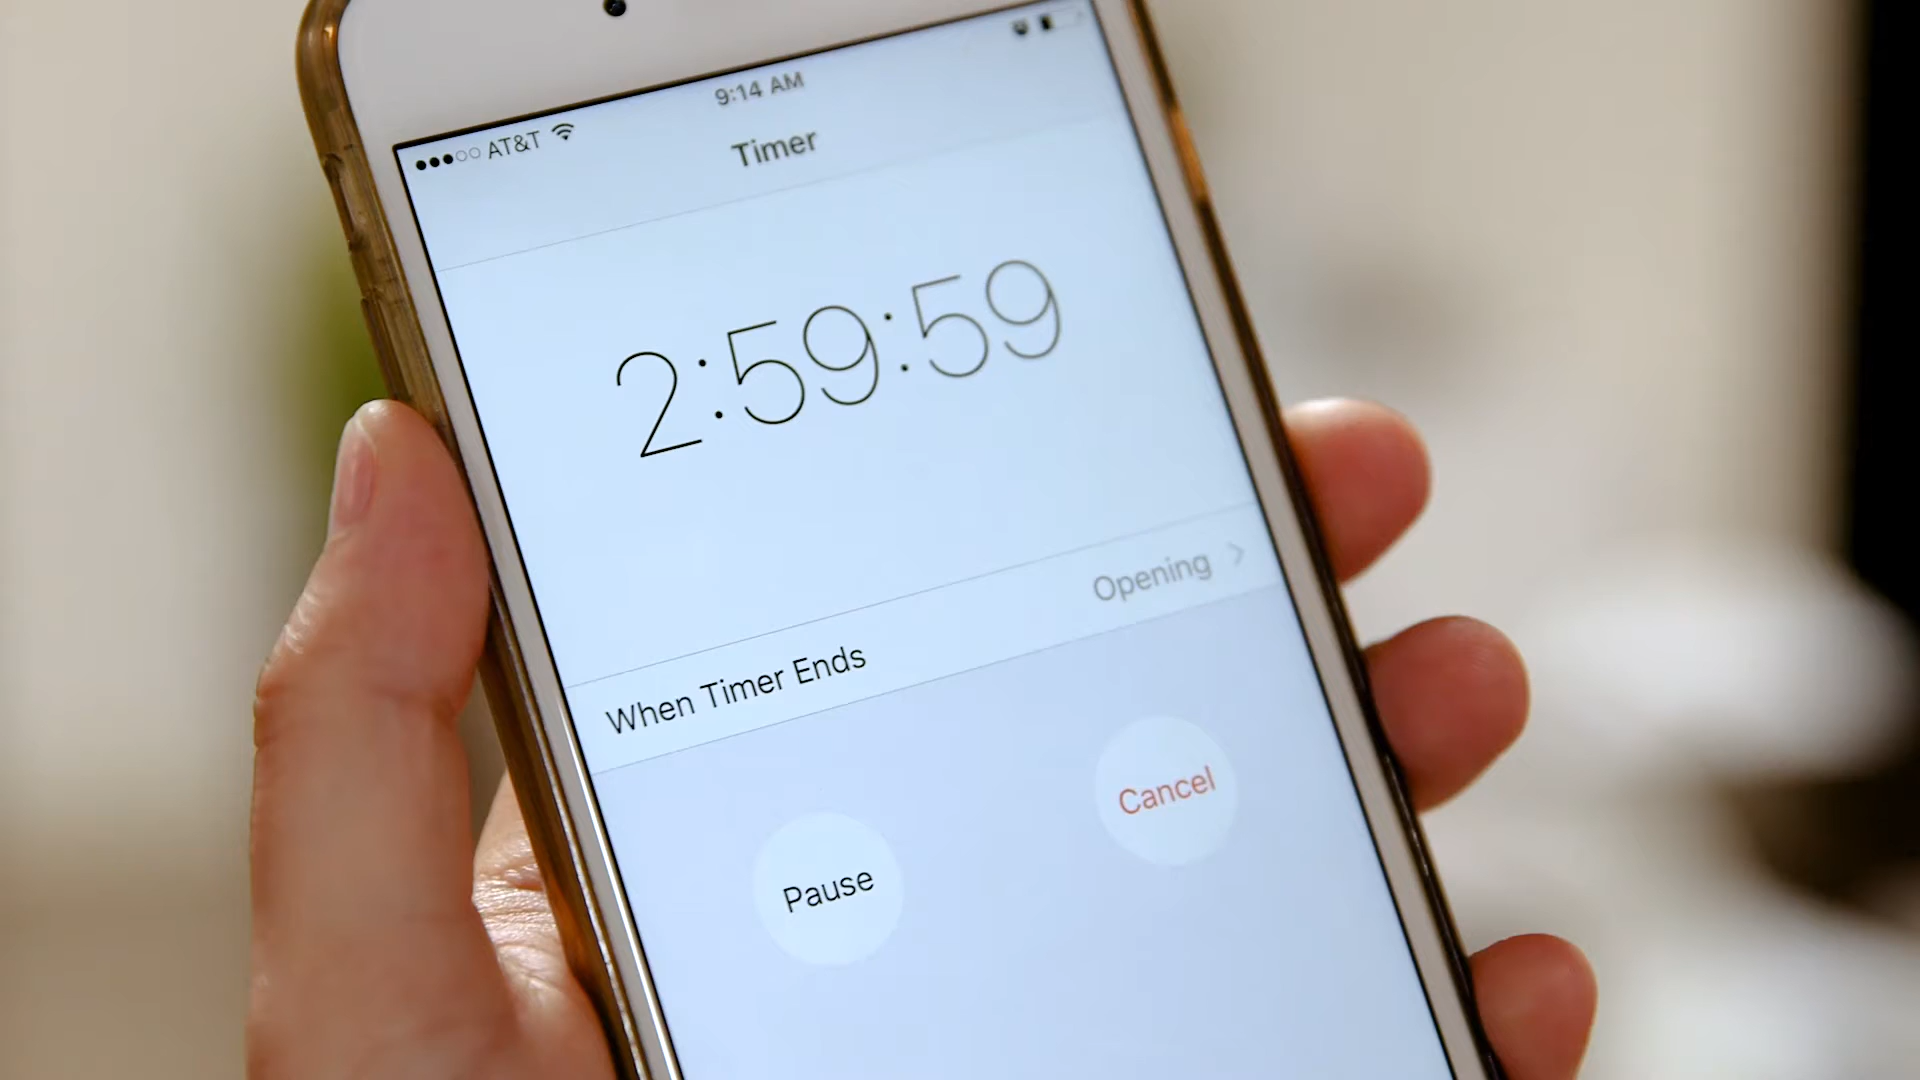 9:14 AM
●●●○○ AT&T
Timer
2:59:59
When Timer Ends Opening >
Pause Cancel